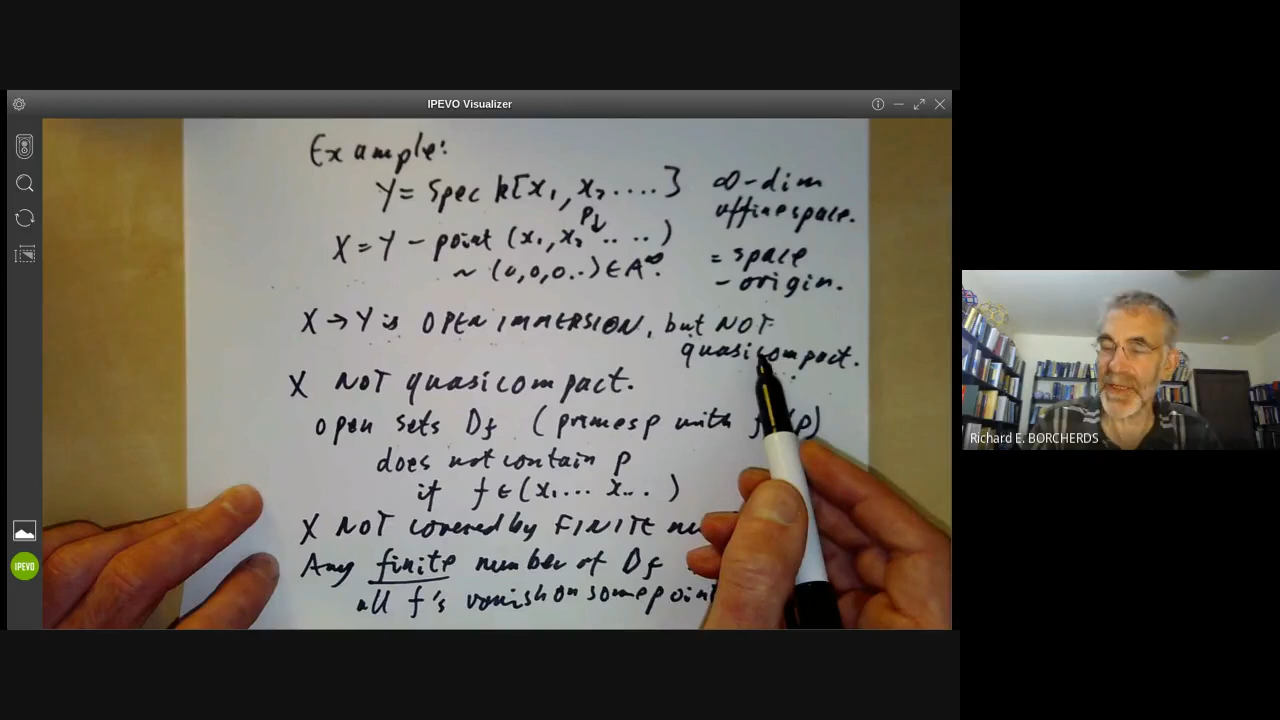 IPEVO Visualizer
Example:
Y = Spec k[x1, x2 ....] ∞-dim
affine space.
P↓
X = Y - point (x1, x2 .. ..) = space
~ (0,0,0..) ∈ A^∞. - origin.
X → Y is OPEN IMMERSION, but NOT
quasicompact.
X NOT quasicompact.
open sets Df (primes p with
does not contain p
if f ∈ (x1 ... x... )
X NOT covered by FINITE
Any finite number of Df
all f's vanish on some point
IPEVO
Richard E. BORCHERDS